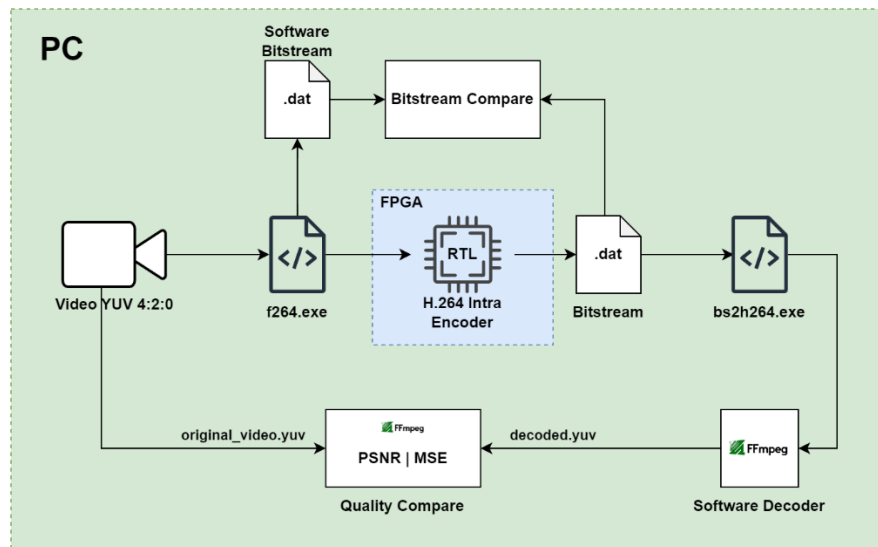 PC
Software
Bitstream
.dat
Bitstream Compare
FPGA
RTL
.dat
Video YUV 4:2:0
f264.exe
H.264 Intra
Encoder
Bitstream
bs2h264.exe
original_video.yuv
FFmpeg
PSNR | MSE
decoded.yuv
FFmpeg
Quality Compare
Software Decoder